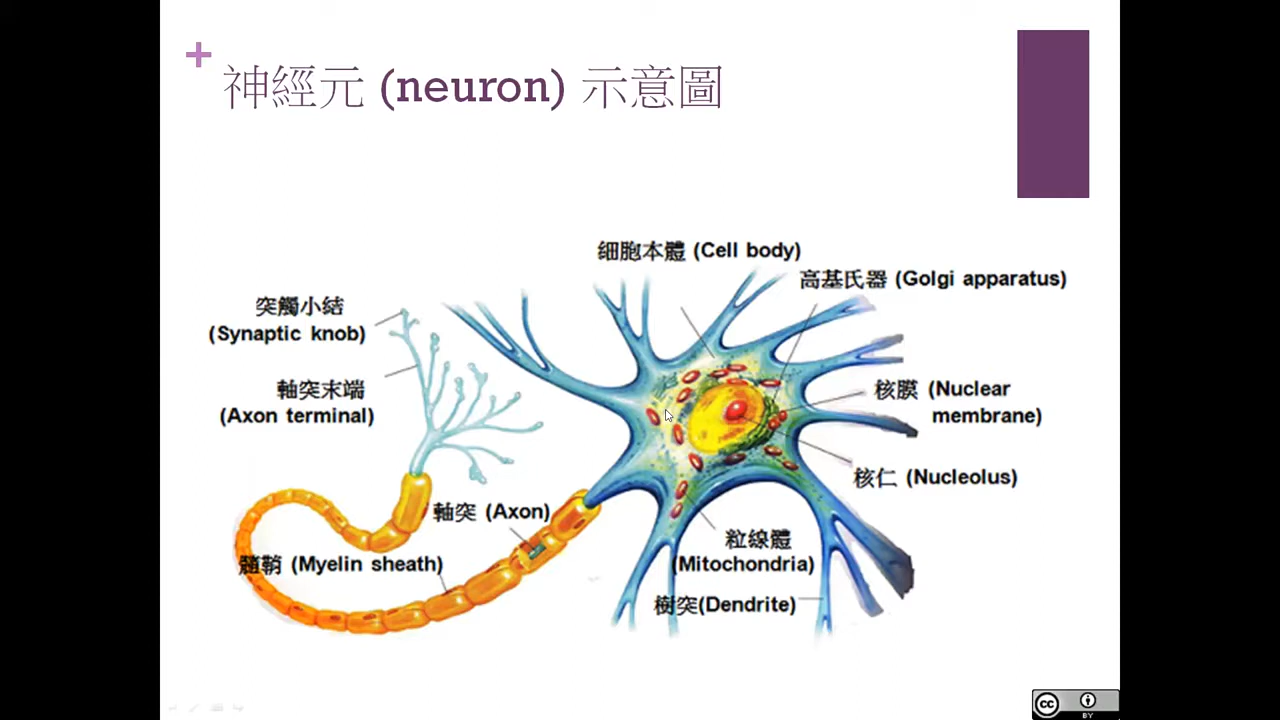 神經元 (neuron) 示意圖
細胞本體 (Cell body)
高基氏器 (Golgi apparatus)
突觸小結
(Synaptic knob)
軸突末端
(Axon terminal)
核膜 (Nuclear
membrane)
核仁 (Nucleolus)
軸突 (Axon)
髓鞘 (Myelin sheath)
粒線體
(Mitochondria)
樹突(Dendrite)
cc
BY